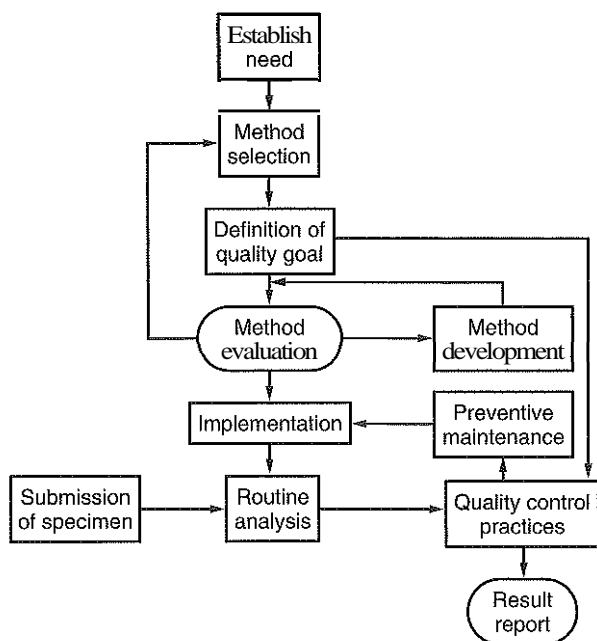 Establish
need
Method
selection
Definition of
quality goal
Method
evaluation
Method
development
Implementation
Preventive
maintenance
Submission
of specimen
Routine
analysis
Quality control
practices
Result
report